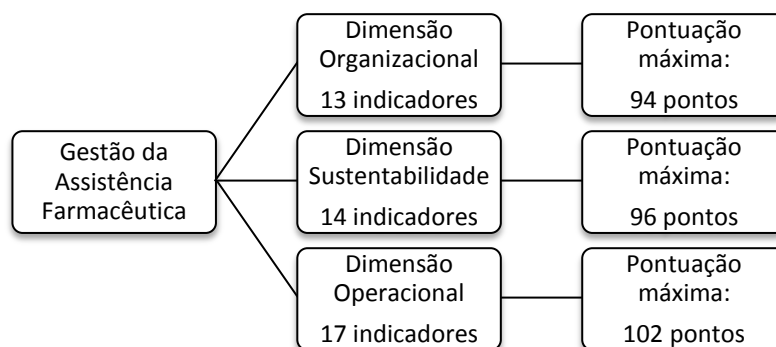 Gestão da
Assistência
Farmacêutica
Dimensão
Organizacional
13 indicadores
Pontuação
máxima:
94 pontos
Dimensão
Sustentabilidade
14 indicadores
Pontuação
máxima:
96 pontos
Dimensão
Operacional
17 indicadores
Pontuação
máxima:
102 pontos